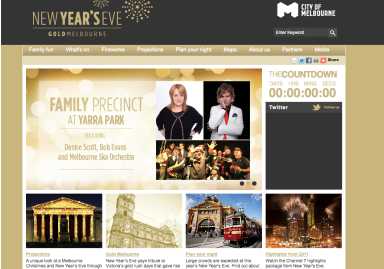 NEW YEAR'S EVE
GOLD MELBOURNE
CITY OF
MELBOURNE
Enter Keyword
Family fun What's on Fireworks Projections Plan your night Maps About us Partners Media
Share
FAMILY PRECINCT
AT YARRA PARK
FEATURING
Denise Scott, Bob Evans
and Melbourne Ska Orchestra
THE COUNTDOWN
DAYS HRS MINS SECS
00:00:00:00
Twitter Follow us
Projections
A unique look of a Melbourne
Christmas and New Year's Eve through
Gold Melbourne
New Year's Eve pays tribute to
Victoria's gold rush days that gave rise
Plan your night
Large crowds are expected at this
year's New Year's Eve. Find out about
Highlights from 2011
Watch the Channel 7 highlights
package from New Year's Eve